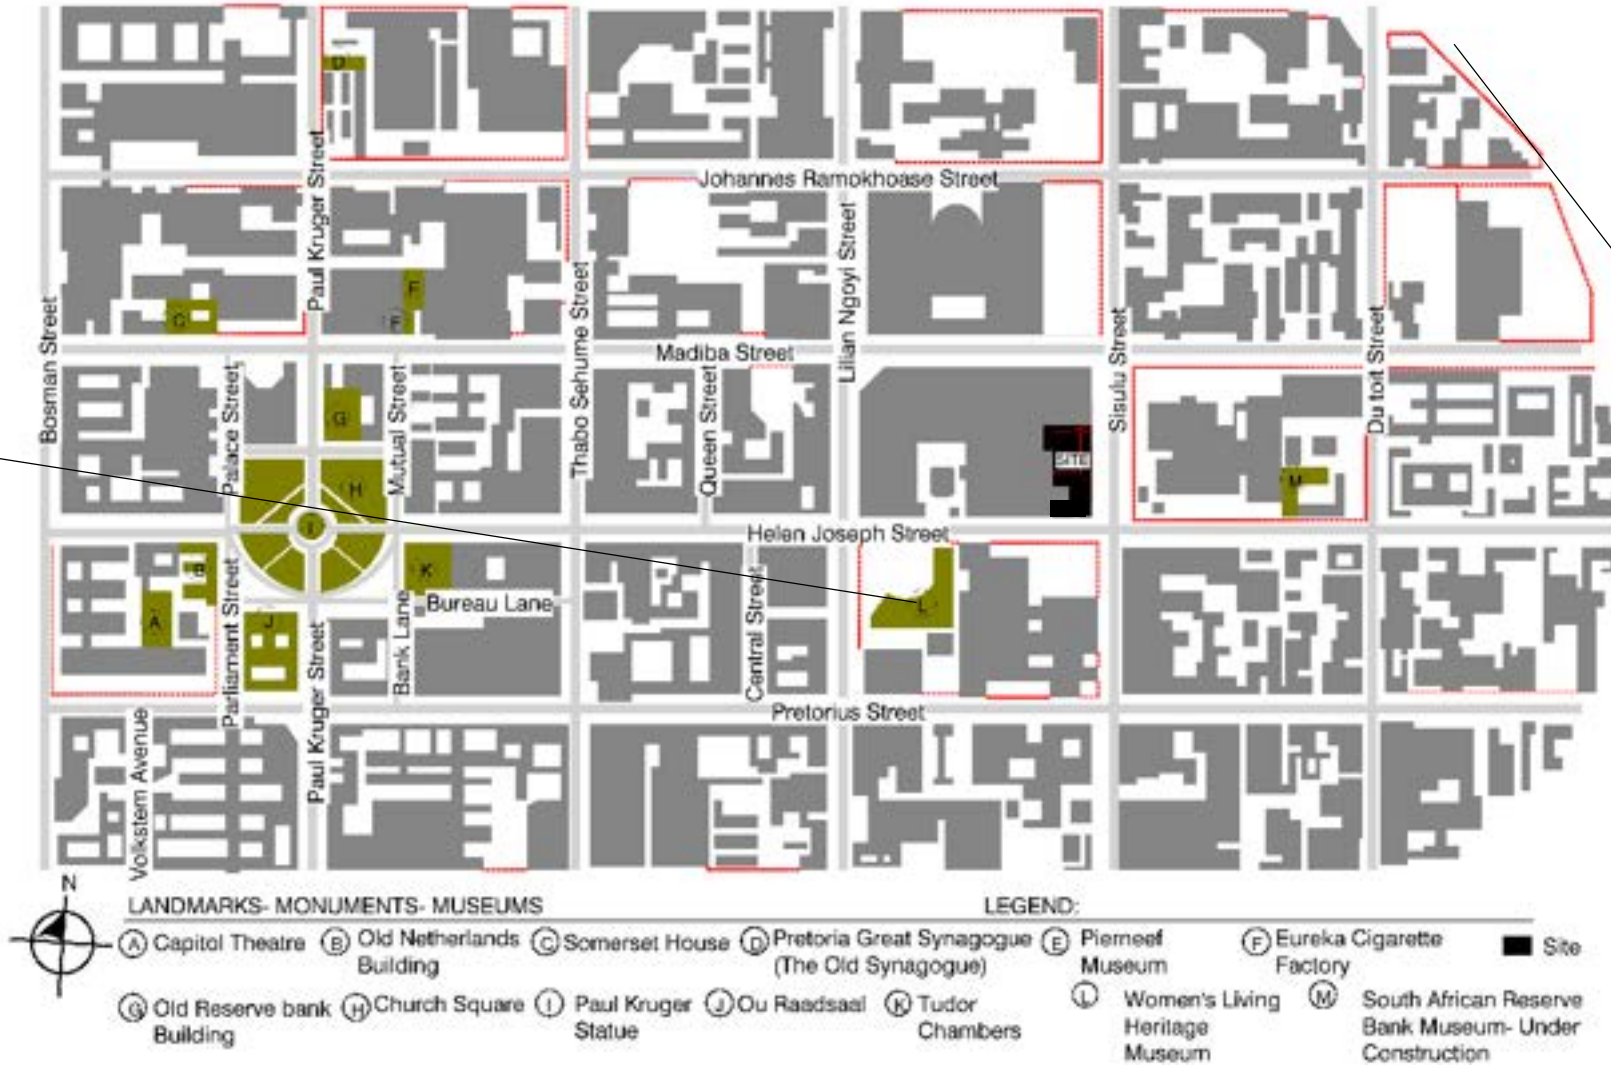 D
Johannes Ramokhoase Street
Paul Kruger Street
Lillian Ngoyi Street
F
Thabo Sehume Street
Bosman Street
Madiba Street
Sisulu Street
Du toit Street
Palace Street
G
Mutual Street
Queen Street
SITE
H
M
I
Helen Joseph Street
B
K
Bureau Lane
L
A
J
Parliament Street
Paul Kruger Street
Bank Lane
Central Street
Pretorius Street
Volkstem Avenue
N
LANDMARKS- MONUMENTS- MUSEUMS
LEGEND:
A Capitol Theatre
B Old Netherlands
Building
C Somerset House
D Pretoria Great Synagogue
(The Old Synagogue)
E Pierneef
Museum
F Eureka Cigarette
Factory
Site
G Old Reserve bank
Building
H Church Square
I Paul Kruger
Statue
J Ou Raadsaal
K Tudor
Chambers
L Women's Living
Heritage
Museum
M South African Reserve
Bank Museum- Under
Construction